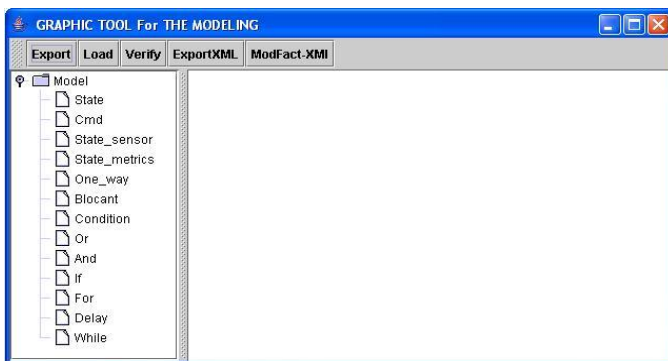 GRAPHIC TOOL For THE MODELING
Export Load Verify ExportXML ModFact-XMI
Model
State
Cmd
State_sensor
State_metrics
One_way
Blocant
Condition
Or
And
If
For
Delay
While